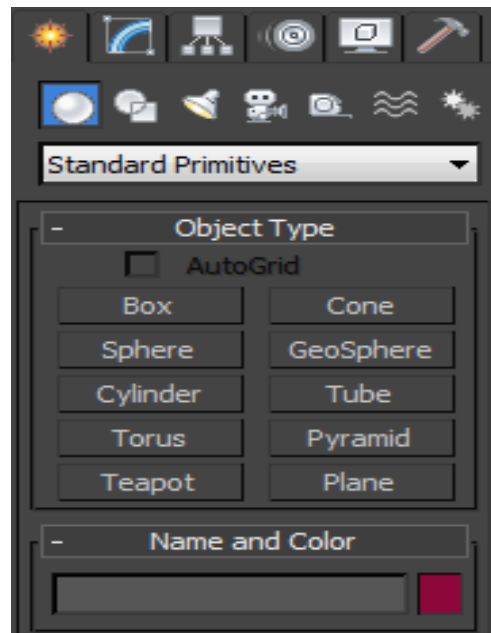 Standard Primitives
- Object Type
AutoGrid
Box Cone
Sphere GeoSphere
Cylinder Tube
Torus Pyramid
Teapot Plane
- Name and Color